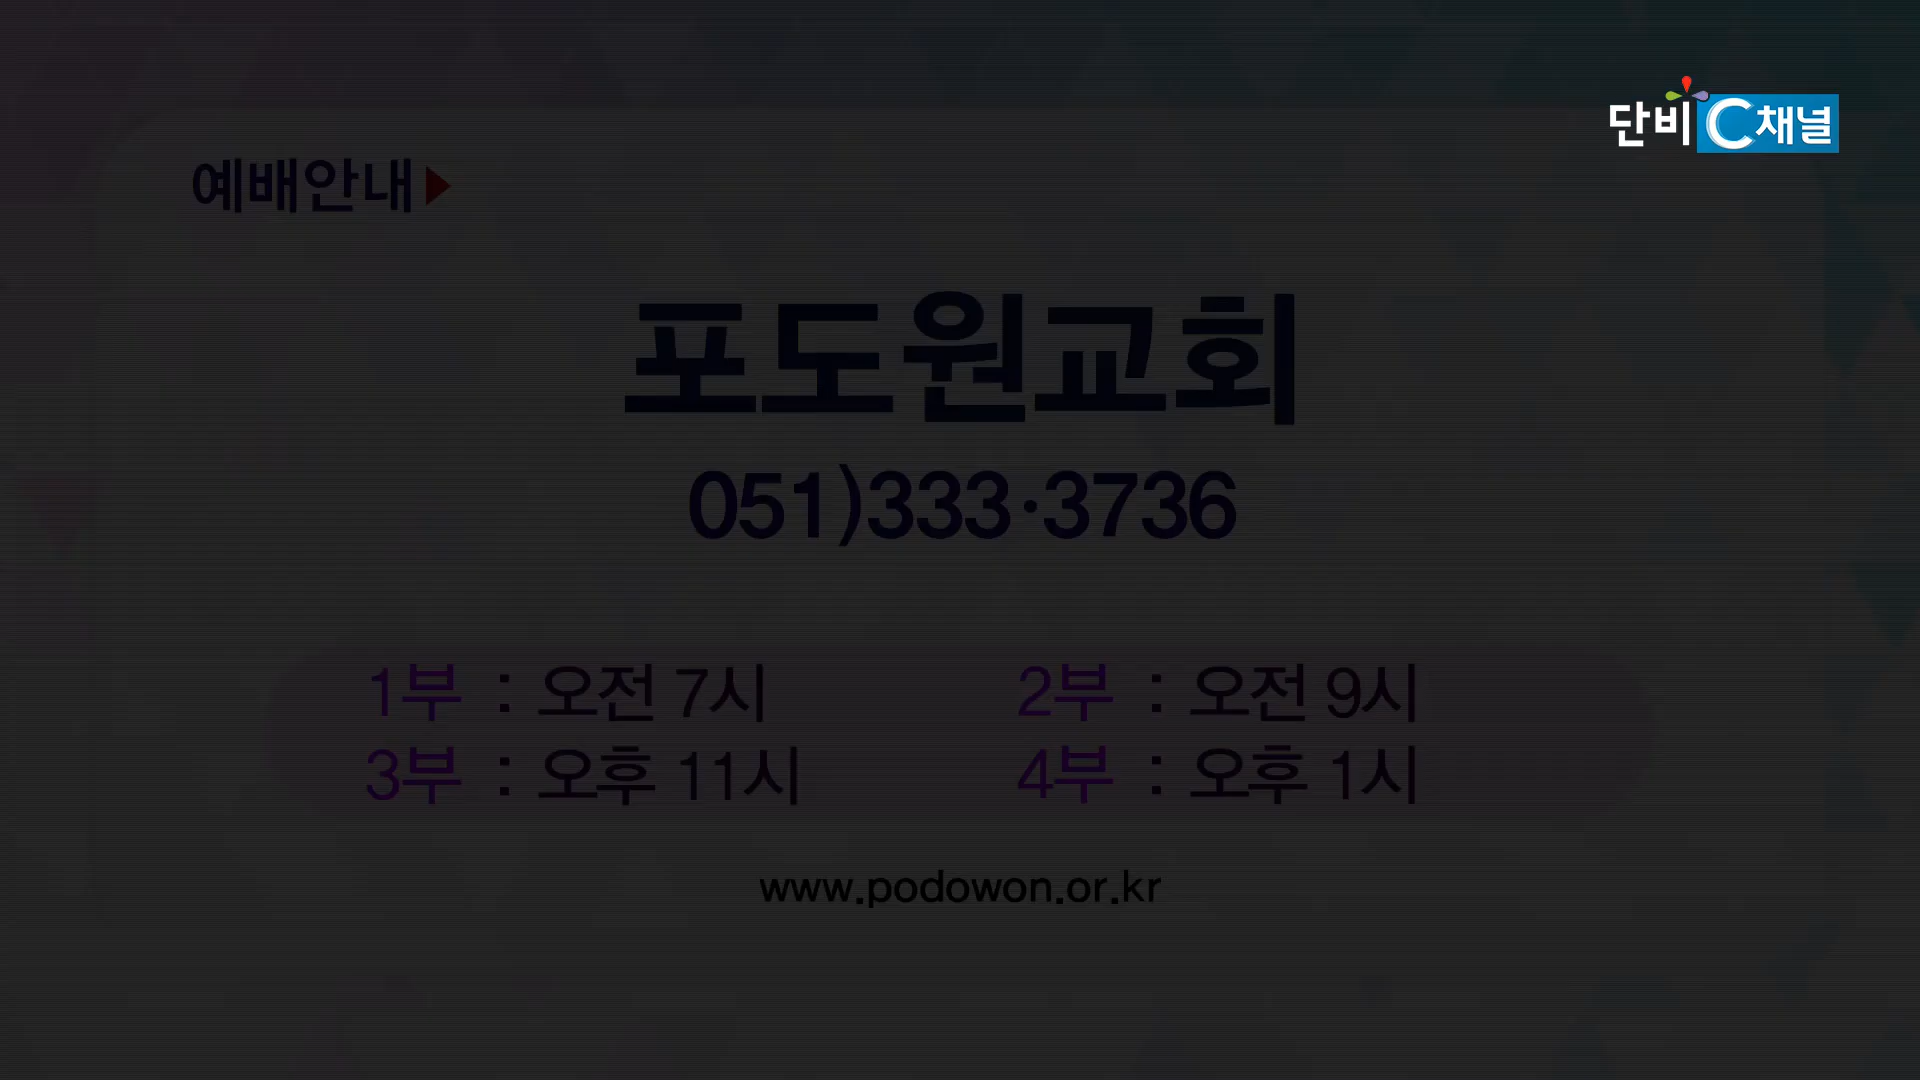 단비 C채널
예배안내
포도원교회
051)333·3736
1부 : 오전 7시
2부 : 오전 9시
3부 : 오후 11시
4부 : 오후 1시
www.podowon.or.kr